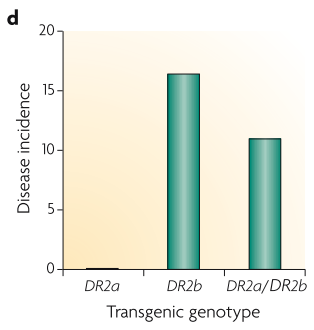 d
Disease incidence
20
15
10
5
0
DR2a DR2b DR2a/DR2b
Transgenic genotype